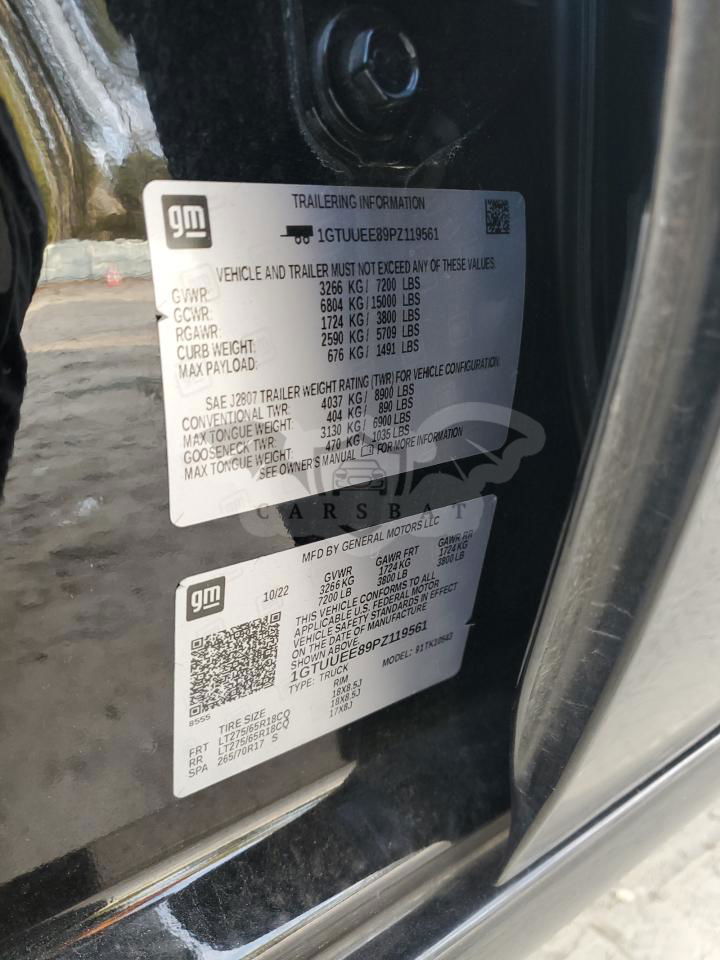 gm
TRAILERING INFORMATION
1GTUUEE89PZ119561
VEHICLE AND TRAILER MUST NOT EXCEED ANY OF THESE VALUES.
GVWR: 3266 KG/ 7200 LBS
GCWR: 6804 KG/ 15000 LBS
RGAWR: 1724 KG/ 3800 LBS
CURB WEIGHT: 2590 KG/ 5709 LBS
MAX PAYLOAD: 676 KG/ 1491 LBS
SAE J2807 TRAILER WEIGHT RATING (TWR) FOR VEHICLE CONFIGURATION.
CONVENTIONAL TWR: 4037 KG/ 8900 LBS
MAX TONGUE WEIGHT: 404 KG/ 890 LBS
GOOSENECK TWR: 3130 KG/ 6900 LBS
MAX TONGUE WEIGHT: 470 KG/ 1035 LBS
SEE OWNER'S MANUAL FOR MORE INFORMATION
CARSBAT
gm
MFD BY GENERAL MOTORS LLC
10/22 GVWR GAWR FRT GAWR RR
3266KG 1724 KG 1724 KG
7200 LB 3800 LB 3800 LB
THIS VEHICLE CONFORMS TO ALL
APPLICABLE U.S. FEDERAL MOTOR
VEHICLE SAFETY STANDARDS IN EFFECT
ON THE DATE OF MANUFACTURE
SHOWN ABOVE.
1GTUUEE89PZ119561
TYPE: TRUCK MODEL: 91TK10543
8555
TIRE SIZE RIM
FRT LT275/65R18CQ 18X8.5J
RR LT275/65R18CQ 18X8.5J
SPA 265/70R17 S 17X8J